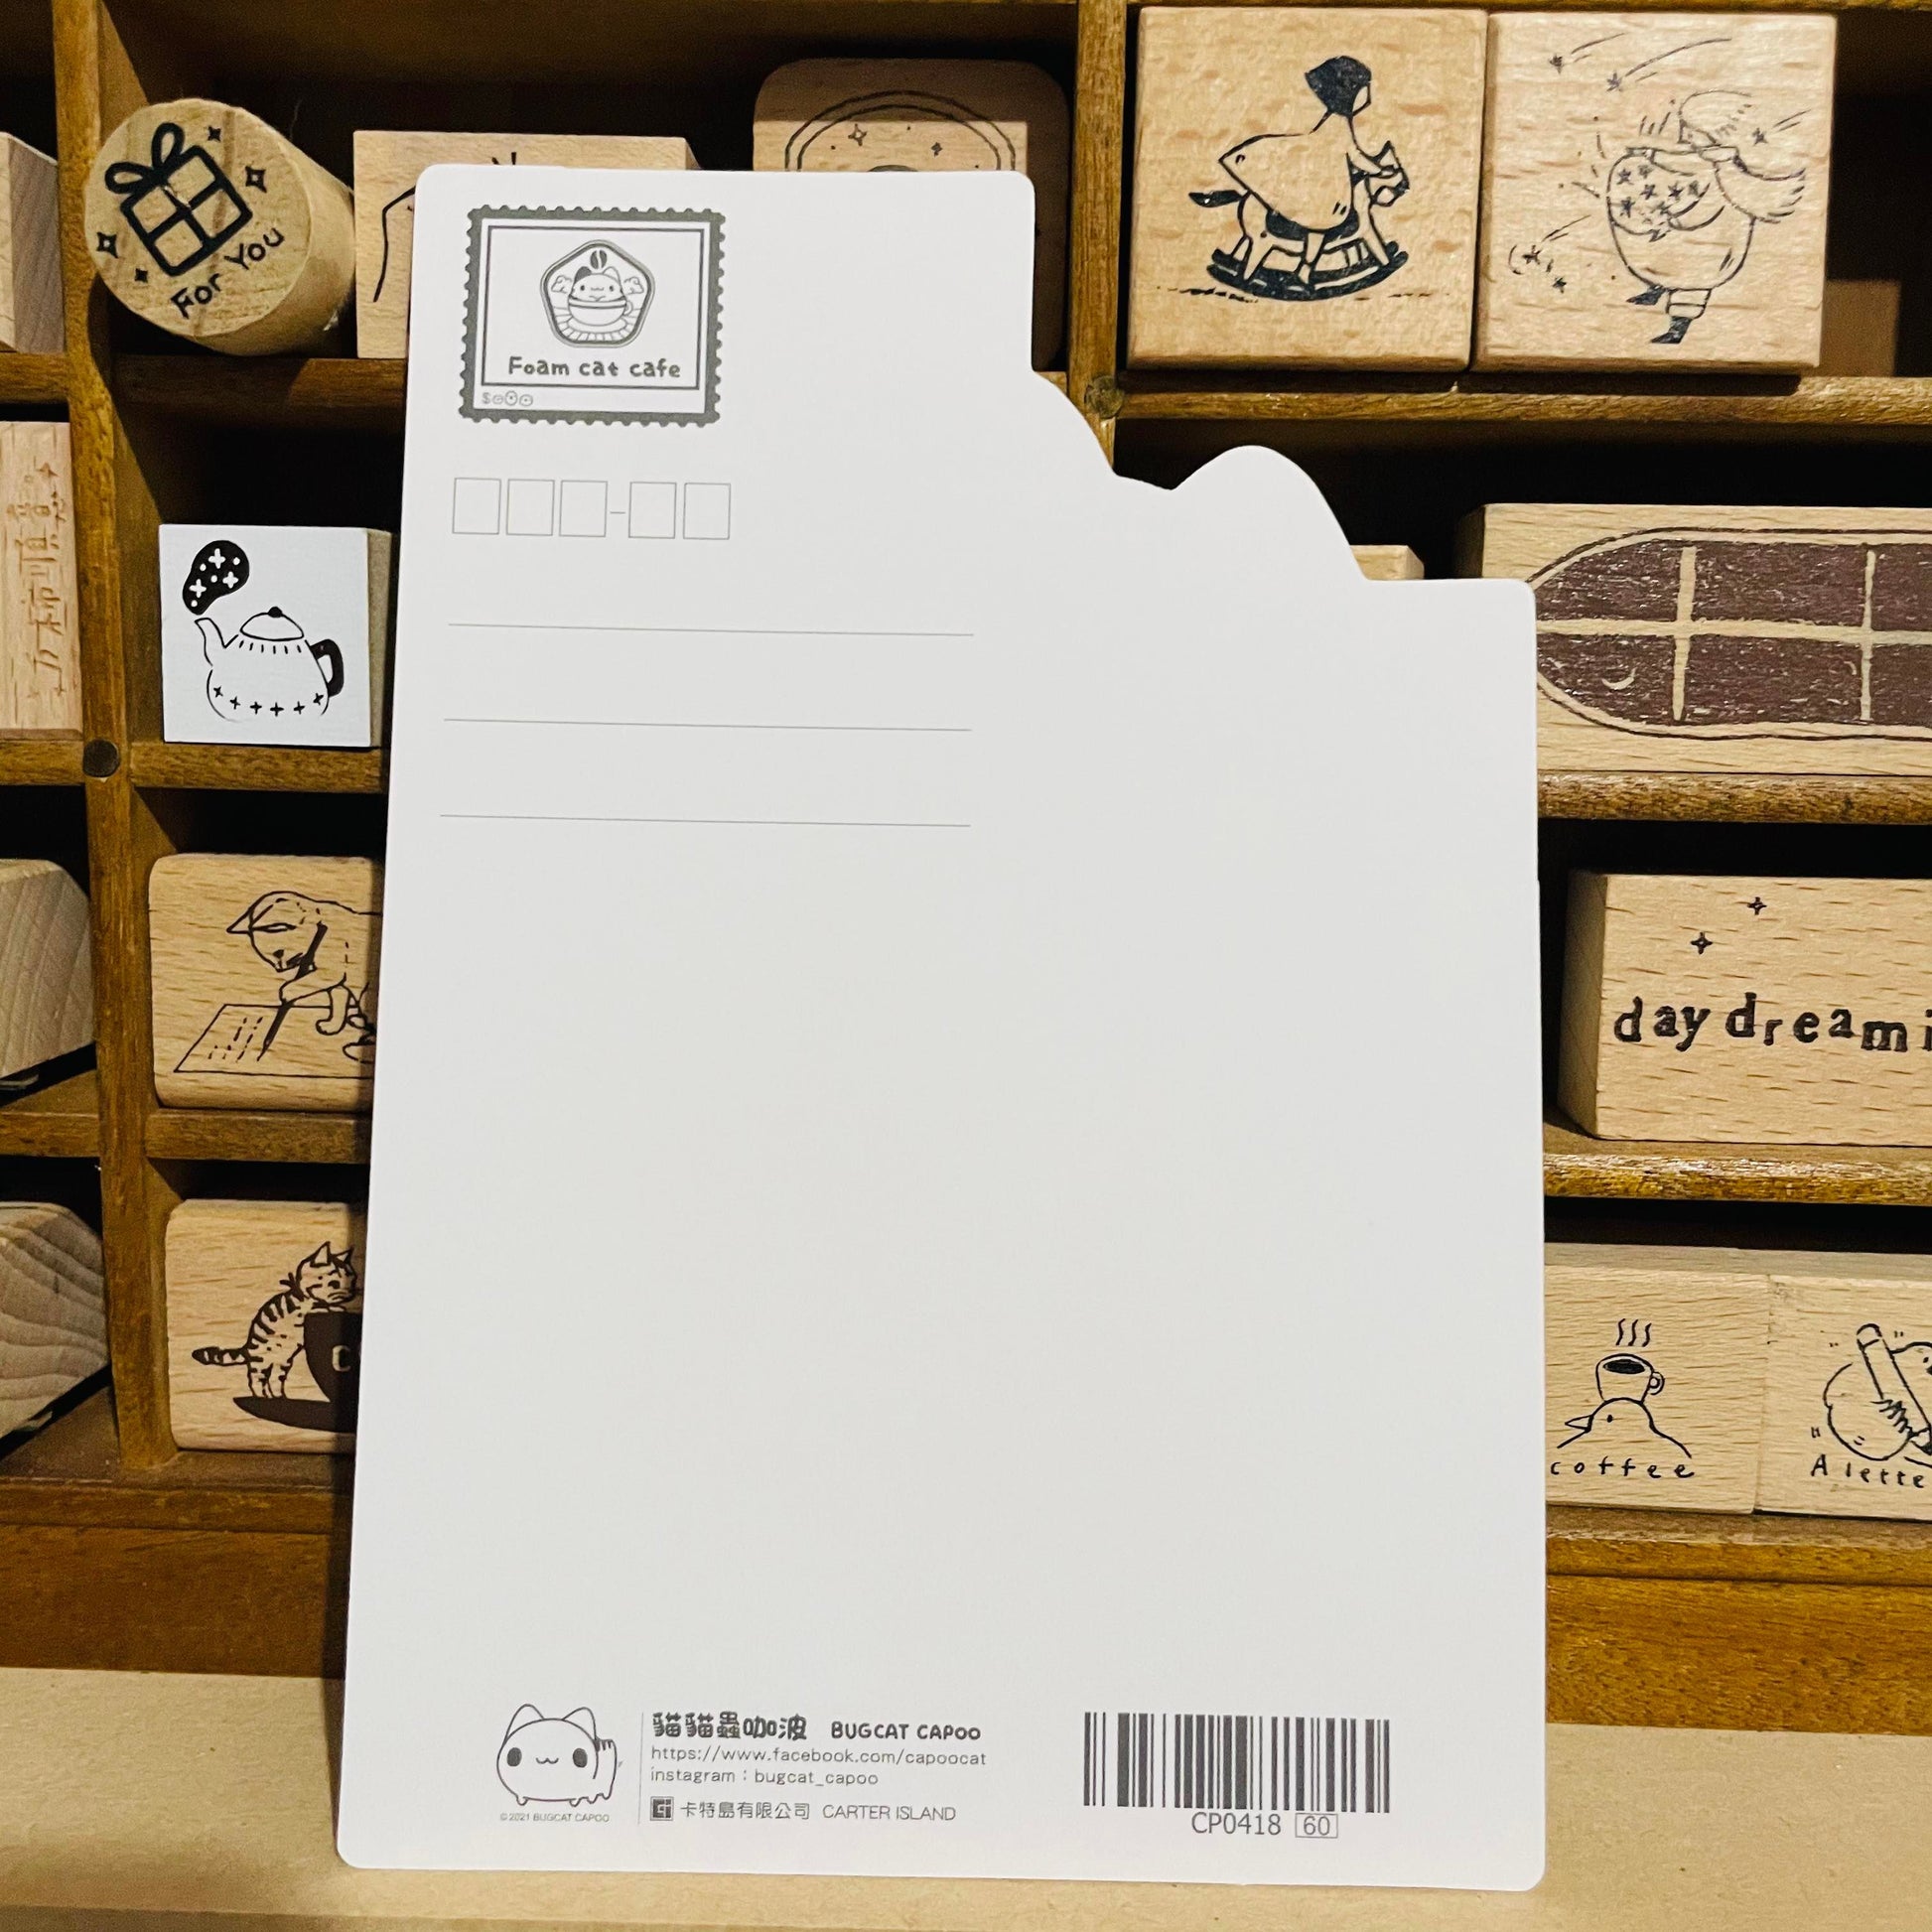 For You
Foam cat cafe
day dreami
coffee
A lette
貓貓蟲咖波 BUGCAT CAPOO
https://www.facebook.com/capoocat
instagram：bugcat_capoo
卡特島有限公司 CARTER ISLAND
©2021 BUGCAT CAPOO
CP0418 60